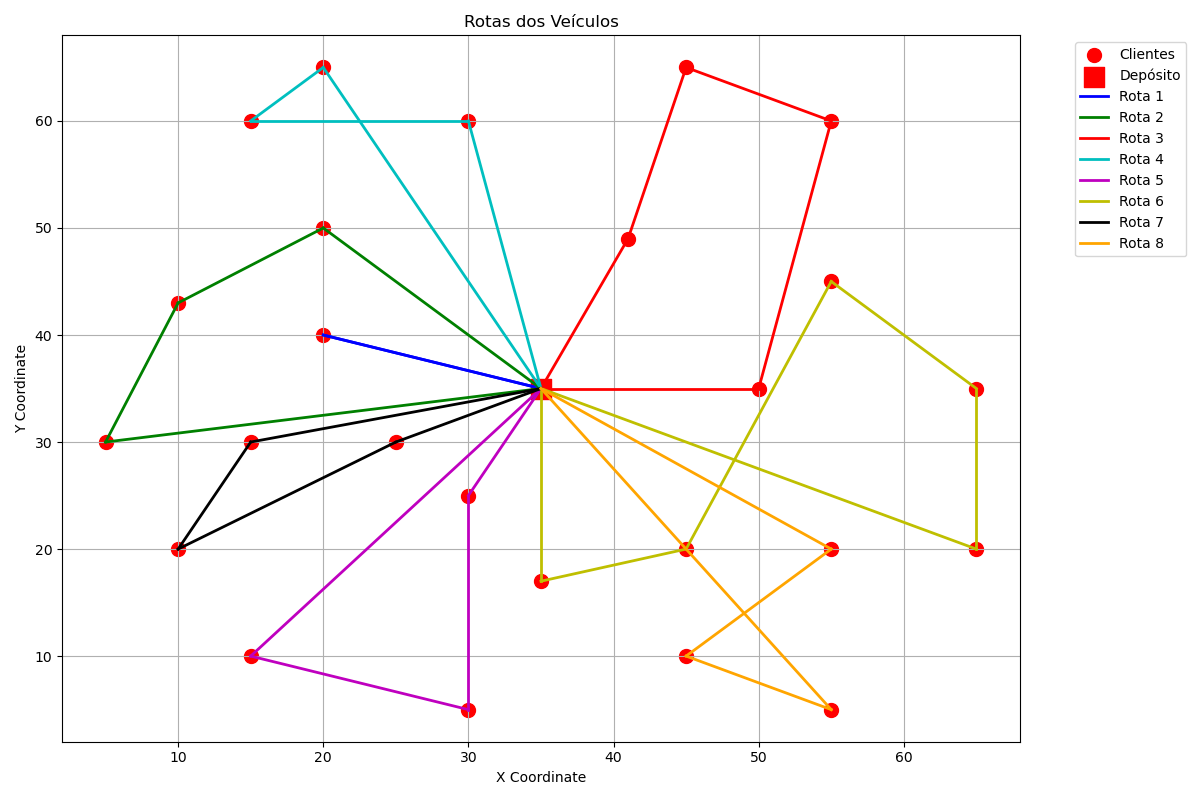 Rotas dos Veículos
Clientes
Depósito
Rota 1
Rota 2
Rota 3
Rota 4
Rota 5
Rota 6
Rota 7
Rota 8
Y Coordinate
60
50
40
30
20
10
10
20
30
40
50
60
X Coordinate